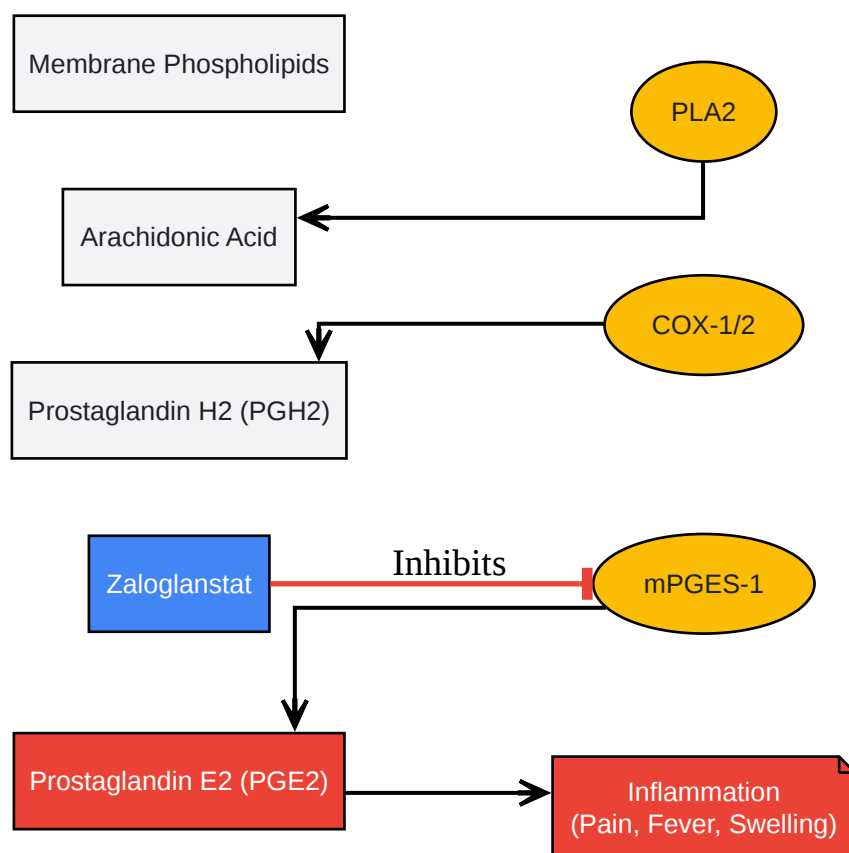 Membrane Phospholipids
PLA2
Arachidonic Acid
COX-1/2
Prostaglandin H2 (PGH2)
Inhibits
Zaloglanstat
mPGES-1
Prostaglandin E2 (PGE2)
Inflammation
(Pain, Fever, Swelling)